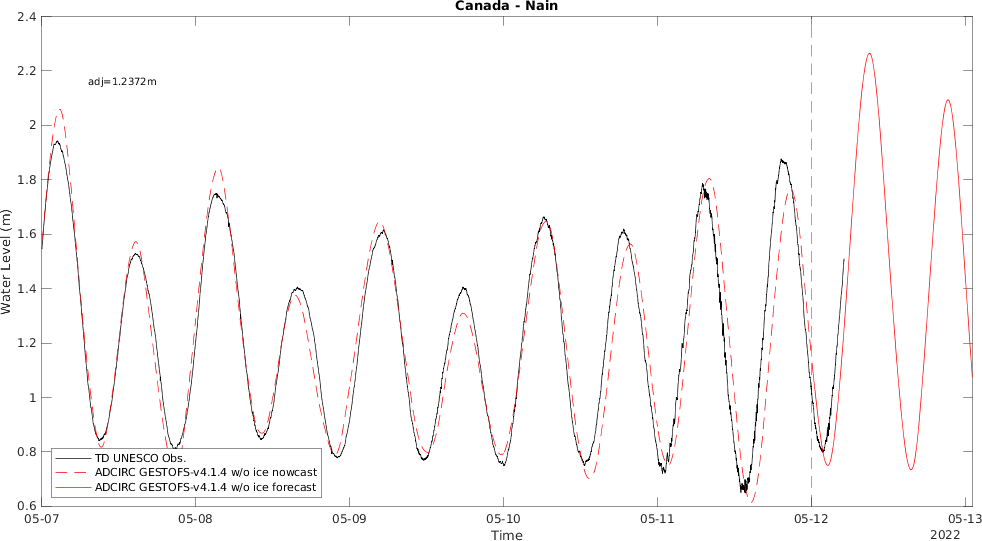 Canada - Nain
adj=1.2372m
Water Level (m)
2.4
2.2
2
1.8
1.6
1.4
1.2
1
0.8
0.6
TD UNESCO Obs.
ADCIRC GESTOFS-v4.1.4 w/o ice nowcast
ADCIRC GESTOFS-v4.1.4 w/o ice forecast
05-07 05-08 05-09 05-10 05-11 05-12 05-13
Time
2022